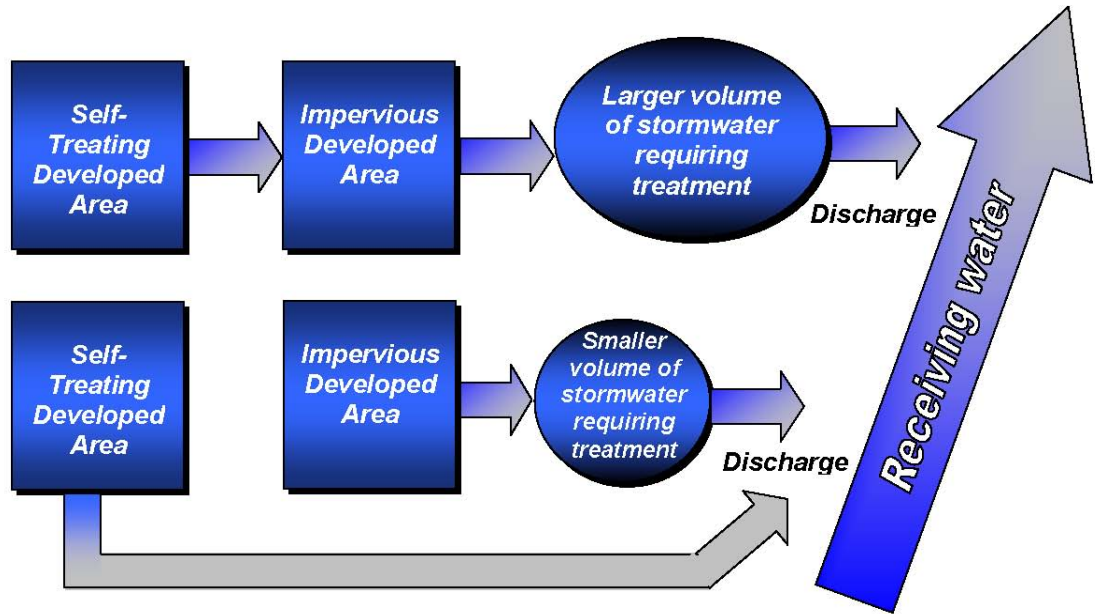 Self-
Treating
Developed
Area
Impervious
Developed
Area
Larger volume
of stormwater
requiring
treatment
Discharge
Self-
Treating
Developed
Area
Impervious
Developed
Area
Smaller
volume of
stormwater
requiring
treatment
Discharge
Receiving water